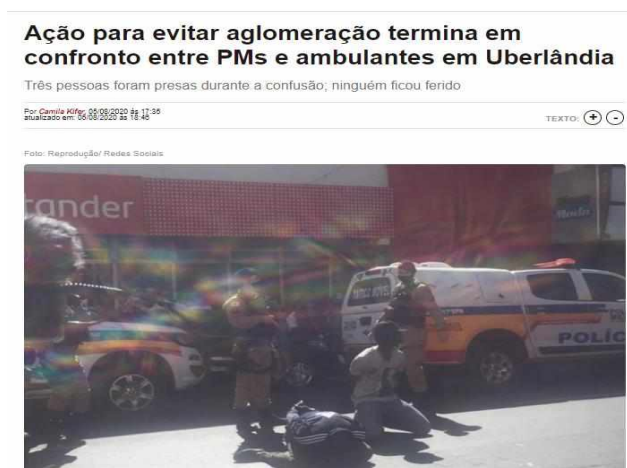 Ação para evitar aglomeração termina em
confronto entre PMs e ambulantes em Uberlândia
Três pessoas foram presas durante a confusão; ninguém ficou ferido
Por Camila Kifer, 05/08/2020 às 17:35
atualizado em: 05/08/2020 às 18:46
TEXTO: + -
Foto: Reprodução/ Redes Sociais
tander
POLÍC